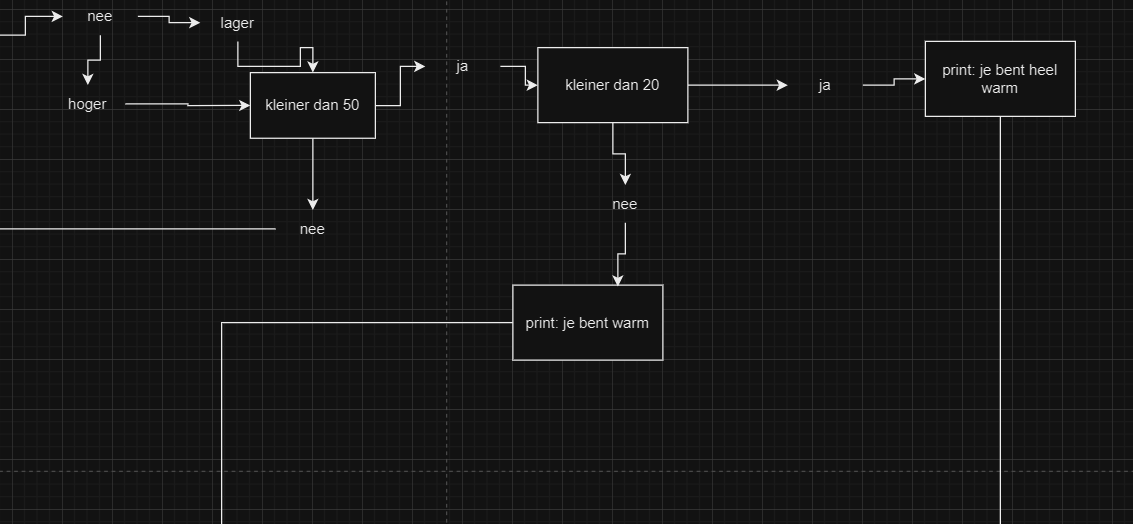 nee
lager
hoger
kleiner dan 50
ja
kleiner dan 20
ja
print: je bent heel
warm
nee
nee
print: je bent warm